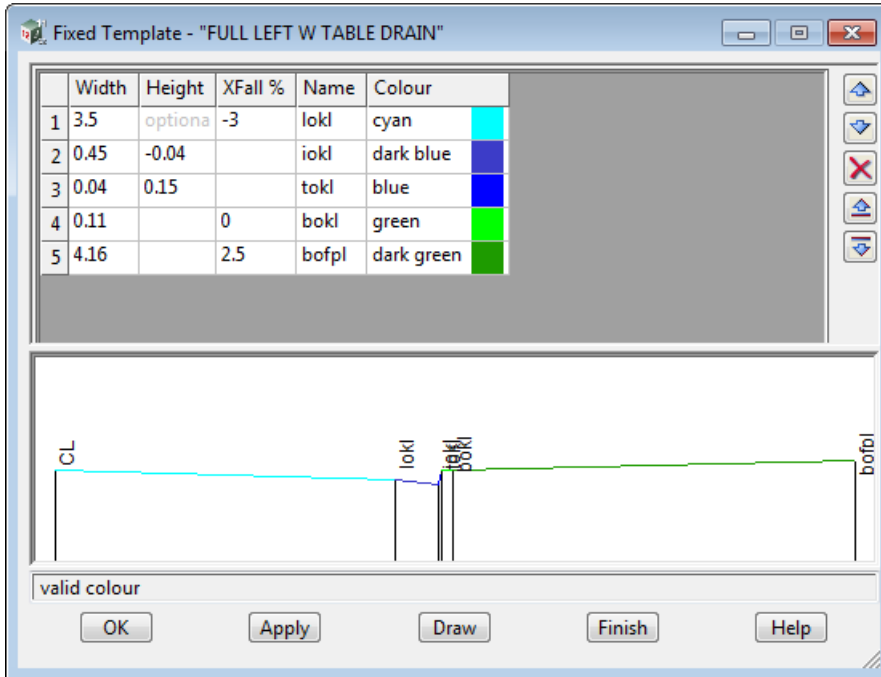 Fixed Template - "FULL LEFT W TABLE DRAIN"
Width Height XFall % Name Colour
1 3.5 optiona -3 lokl cyan
2 0.45 -0.04 iokl dark blue
3 0.04 0.15 tokl blue
4 0.11 0 bokl green
5 4.16 2.5 bofpl dark green
CL
lokl
iokl
tokl
bokl
bofpl
valid colour
OK Apply Draw Finish Help